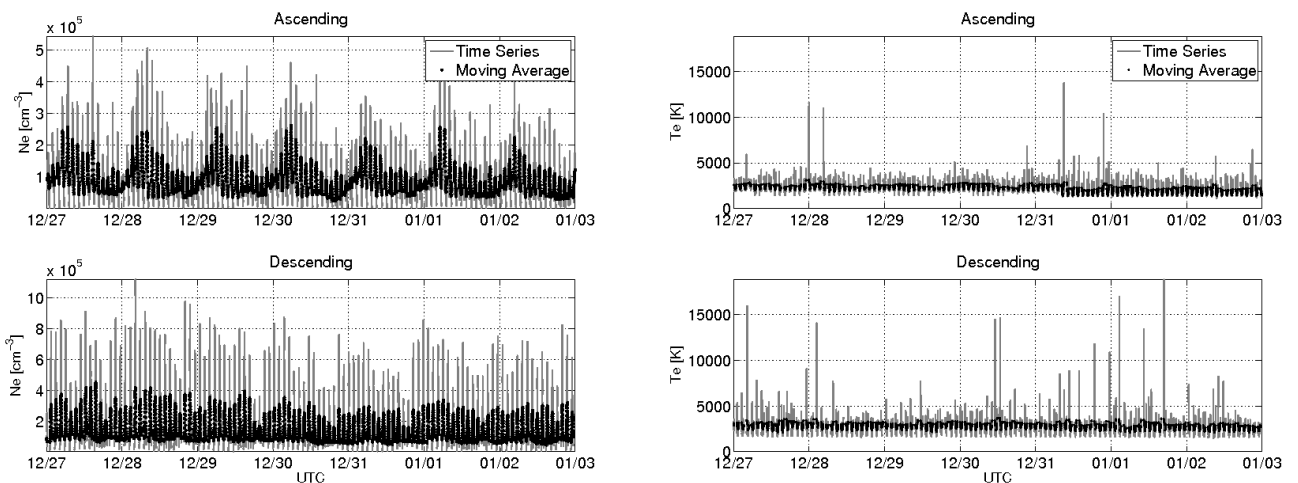 Ascending
x 10^5
Ne [cm^-3]
5
4
3
2
1
Time Series
Moving Average
12/27 12/28 12/29 12/30 12/31 01/01 01/02 01/03
Ascending
Te [K]
15000
10000
5000
0
Time Series
Moving Average
12/27 12/28 12/29 12/30 12/31 01/01 01/02 01/03
Descending
x 10^5
Ne [cm^-3]
10
8
6
4
2
12/27 12/28 12/29 12/30 12/31 01/01 01/02 01/03
UTC
Descending
Te [K]
15000
10000
5000
0
12/27 12/28 12/29 12/30 12/31 01/01 01/02 01/03
UTC